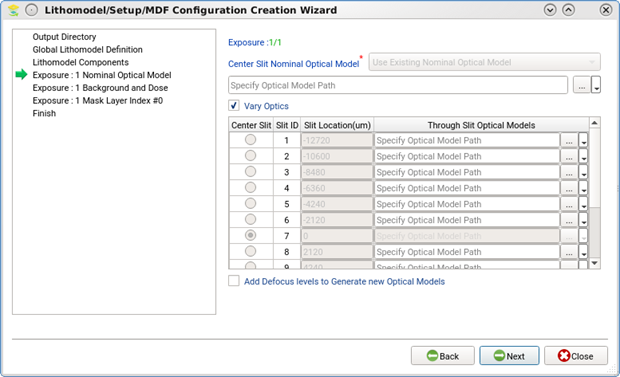 Lithomodel/Setup/MDF Configuration Creation Wizard
Output Directory
Global Lithomodel Definition
Lithomodel Components
Exposure : 1 Nominal Optical Model
Exposure : 1 Background and Dose
Exposure : 1 Mask Layer Index #0
Finish
Exposure :1/1
Center Slit Nominal Optical Model * Use Existing Nominal Optical Model
Specify Optical Model Path ...
Vary Optics
Center Slit Slit ID Slit Location(um) Through Slit Optical Models
1 -12720 Specify Optical Model Path ...
2 -10600 Specify Optical Model Path ...
3 -8480 Specify Optical Model Path ...
4 -6360 Specify Optical Model Path ...
5 -4240 Specify Optical Model Path ...
6 -2120 Specify Optical Model Path ...
7 0 Specify Optical Model Path ...
8 2120 Specify Optical Model Path ...
9 4240 Specify Optical Model Path ...
Add Defocus levels to Generate new Optical Models
Back Next Close